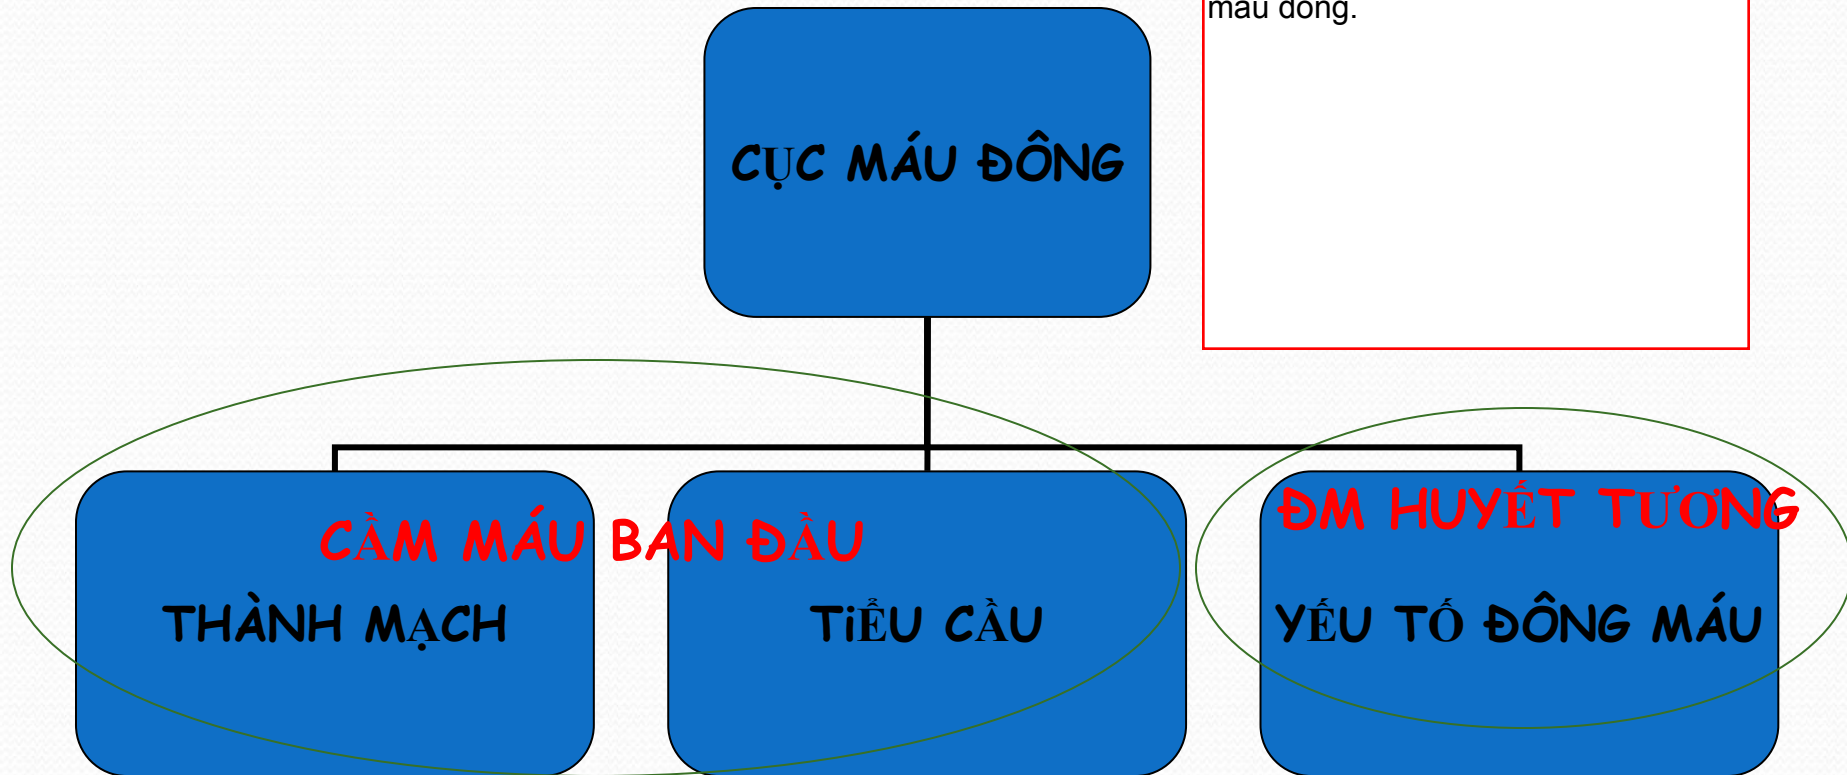 máu đông.
CỤC MÁU ĐÔNG
CẦM MÁU BAN ĐẦU
ĐM HUYẾT TƯƠNG
THÀNH MẠCH
TiỂU CẦU
YẾU TỐ ĐÔNG MÁU